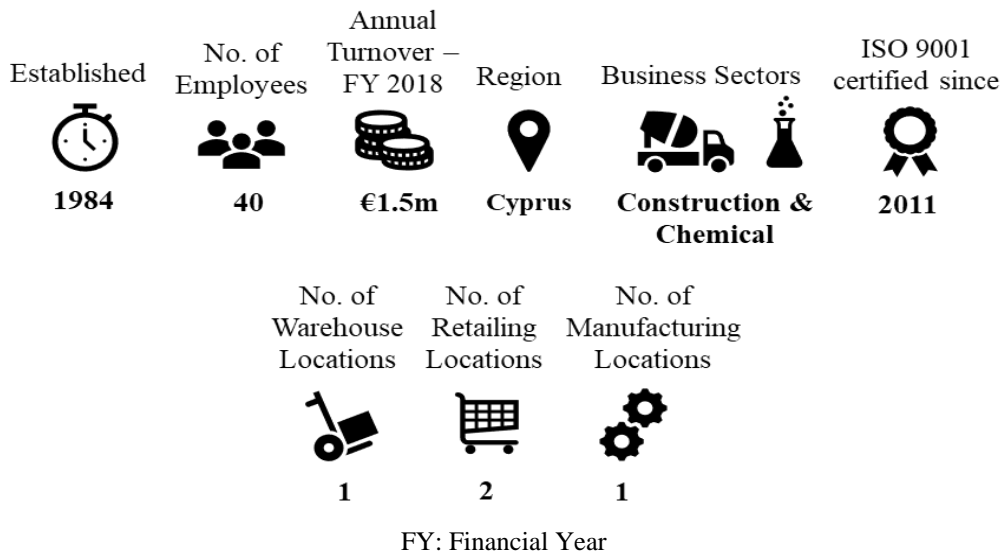 Established
1984
No. of
Employees
40
Annual
Turnover –
FY 2018
€1.5m
Region
Cyprus
Business Sectors
Construction &
Chemical
ISO 9001
certified since
2011
No. of
Warehouse
Locations
1
No. of
Retailing
Locations
2
No. of
Manufacturing
Locations
1
FY: Financial Year